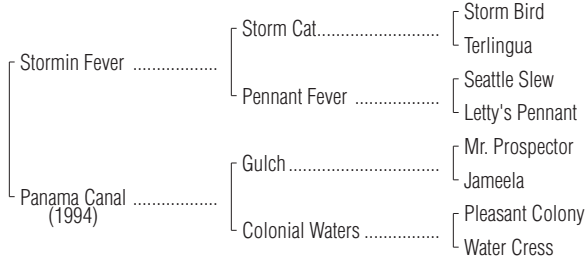 Storm Bird
Storm Cat.............................
Terlingua
Stormin Fever ..................
Seattle Slew
Pennant Fever ....................
Letty's Pennant
Mr. Prospector
Gulch....................................
Jameela
Panama Canal ..................
(1994)
Pleasant Colony
Colonial Waters ..................
Water Cress